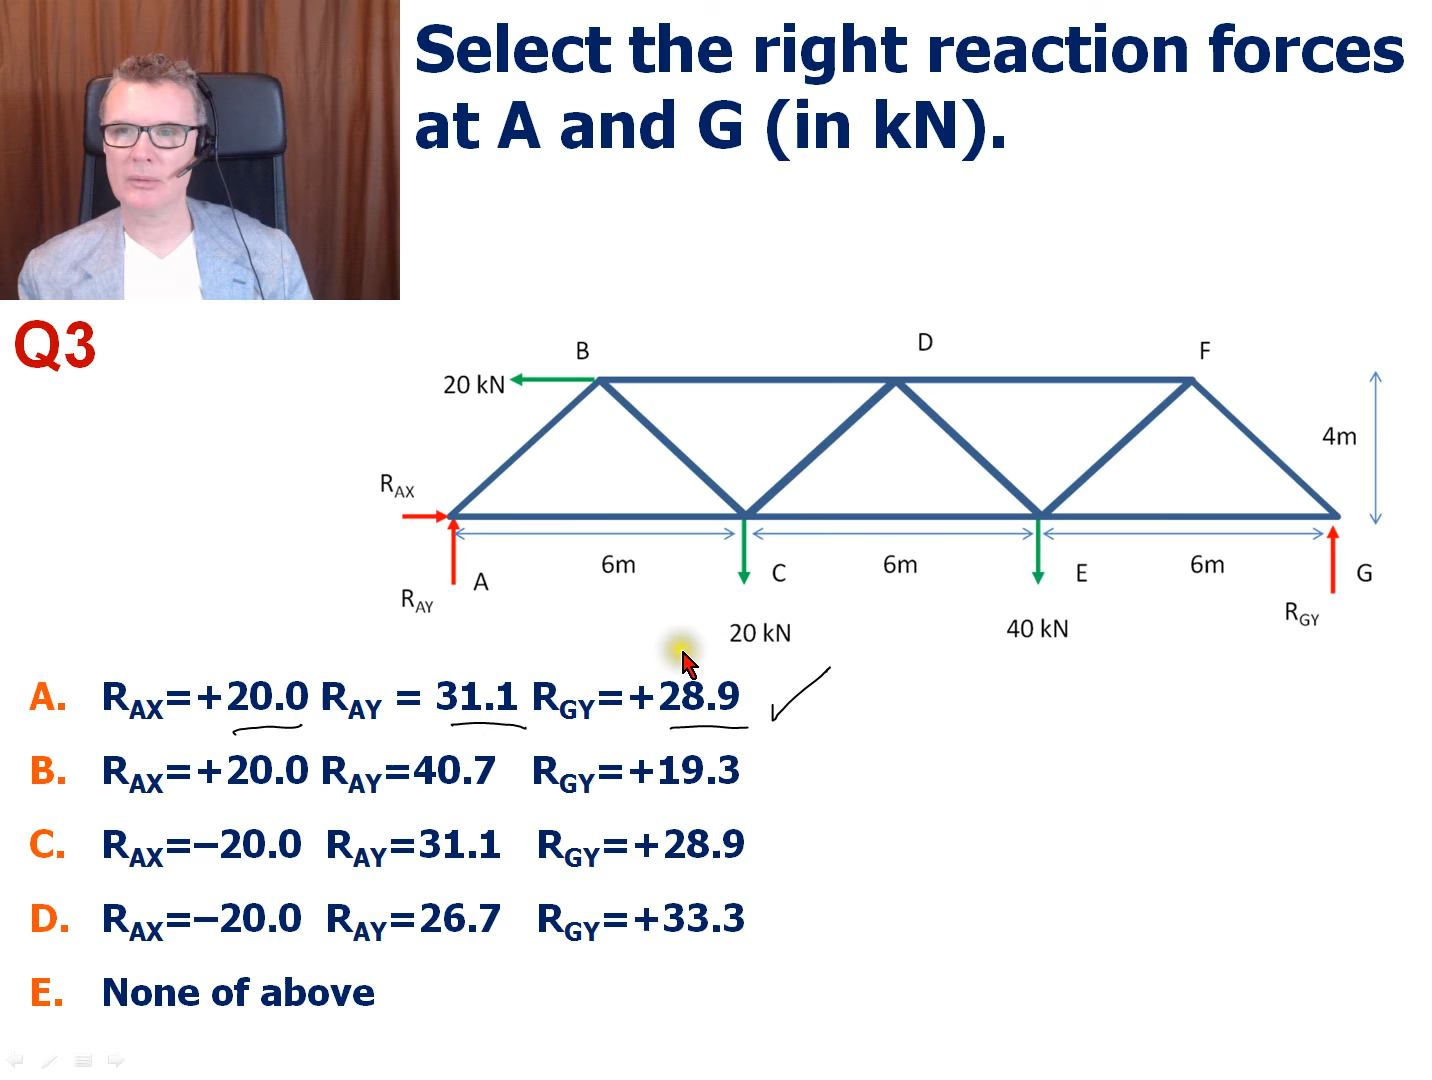 Select the right reaction forces
at A and G (in kN).
Q3
B
D
F
20 kN
4m
RAX
6m
6m
6m
A
C
E
G
RAY
RGY
20 kN
40 kN
A. RAX=+20.0 RAY = 31.1 RGY=+28.9
B. RAX=+20.0 RAY=40.7 RGY=+19.3
C. RAX=–20.0 RAY=31.1 RGY=+28.9
D. RAX=–20.0 RAY=26.7 RGY=+33.3
E. None of above